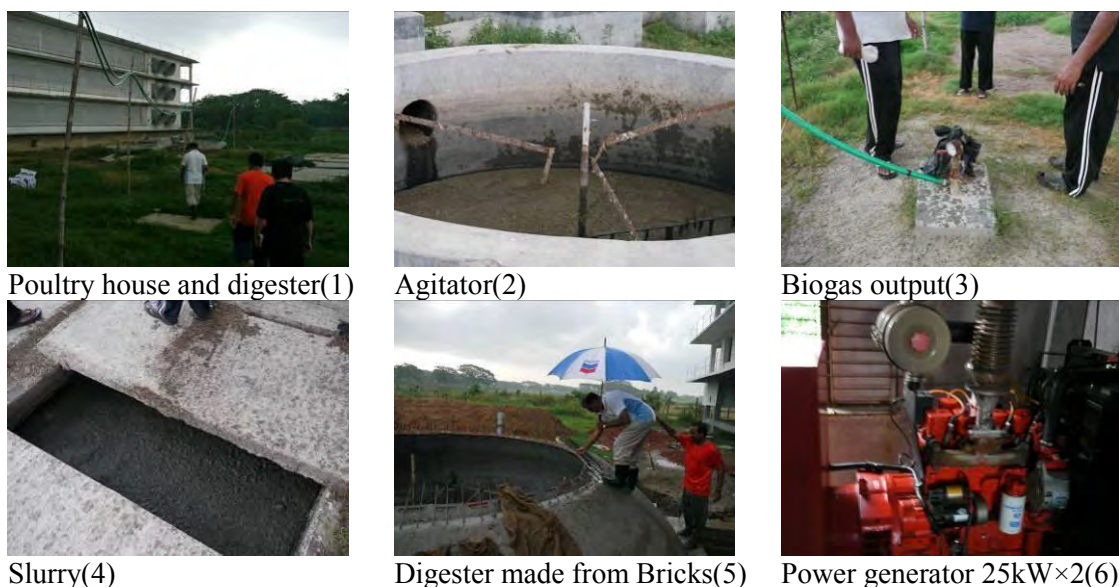 Poultry house and digester(1)
Agitator(2)
Biogas output(3)
Slurry(4)
Digester made from Bricks(5)
Power generator 25kW×2(6)